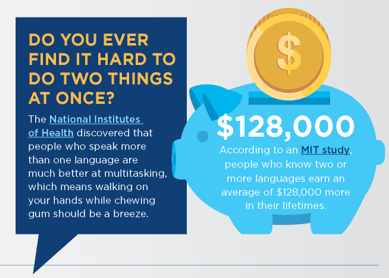 DO YOU EVER
FIND IT HARD TO
DO TWO THINGS
AT ONCE?
The National Institutes
of Health discovered that
people who speak more
than one language are
much better at multitasking,
which means walking on
your hands while chewing
gum should be a breeze.
$
$128,000
According to an MIT study,
people who know two or
more languages earn an
average of $128,000 more
in their lifetimes.